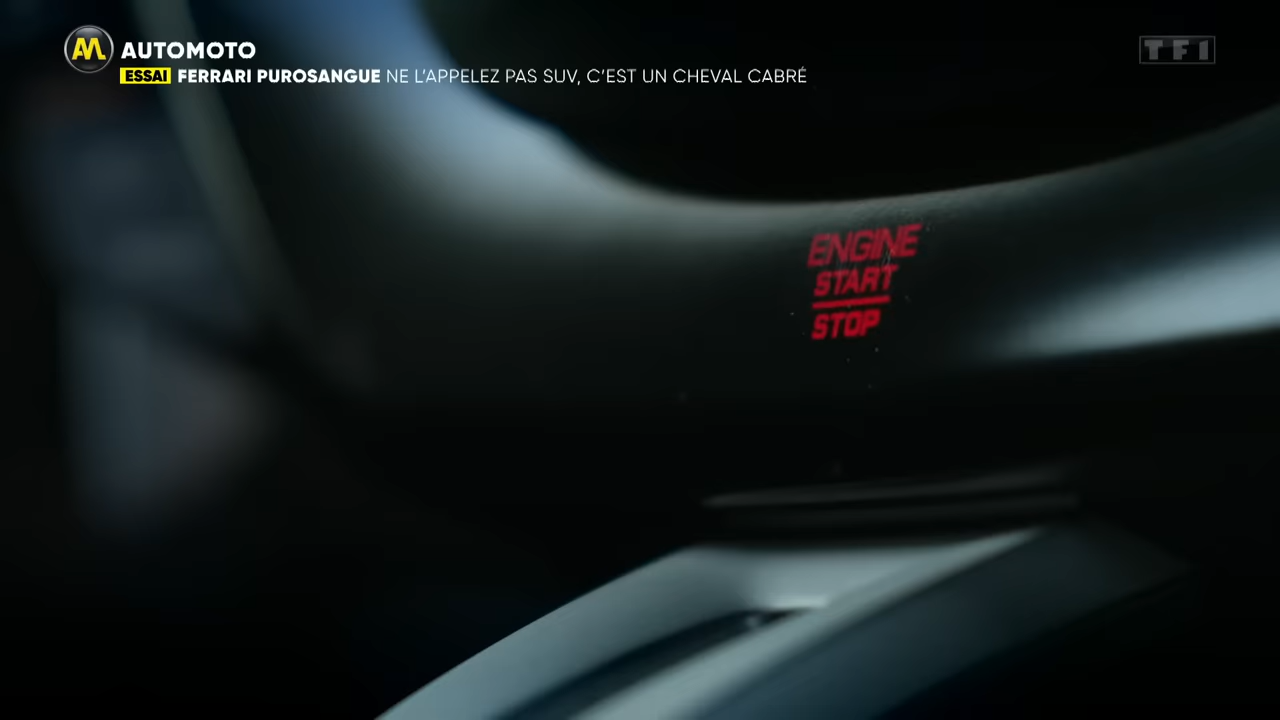 AUTOMOTO
TF1
ESSAI FERRARI PUROSANGUE NE L'APPELEZ PAS SUV, C'EST UN CHEVAL CABRÉ
ENGINE
START
STOP